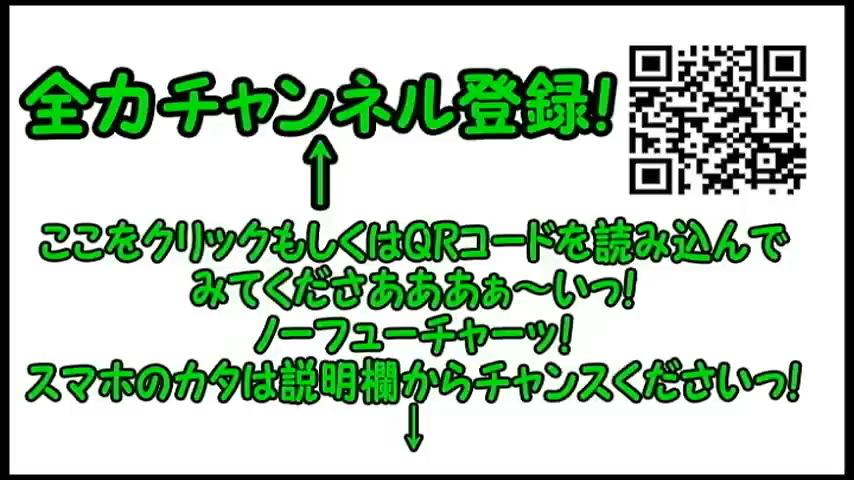 全力チャンネル登録!
↑
ここをクリックもしくはQRコードを読み込んで
みてくださあああぁ〜いっ!
ノーフューチャーッ!
スマホのカタは説明欄からチャンスくださいっ!
↓